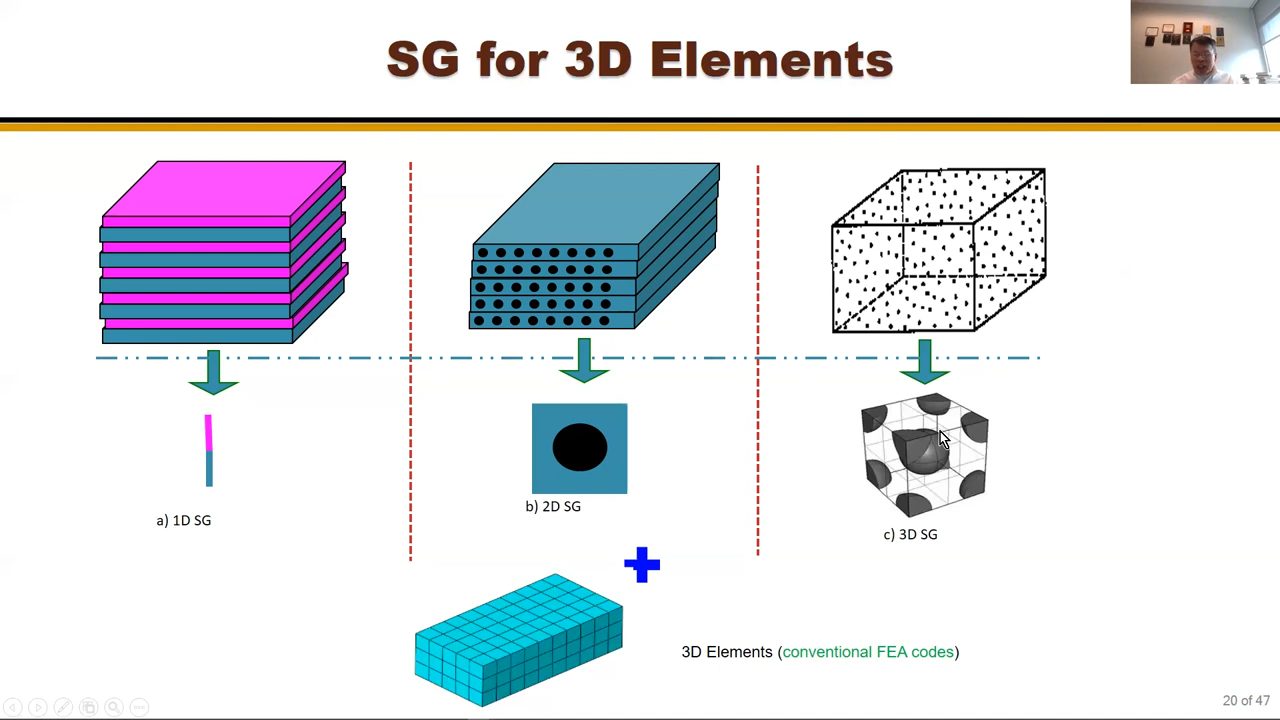 SG for 3D Elements
a) 1D SG
b) 2D SG
c) 3D SG
3D Elements (conventional FEA codes)
20 of 47